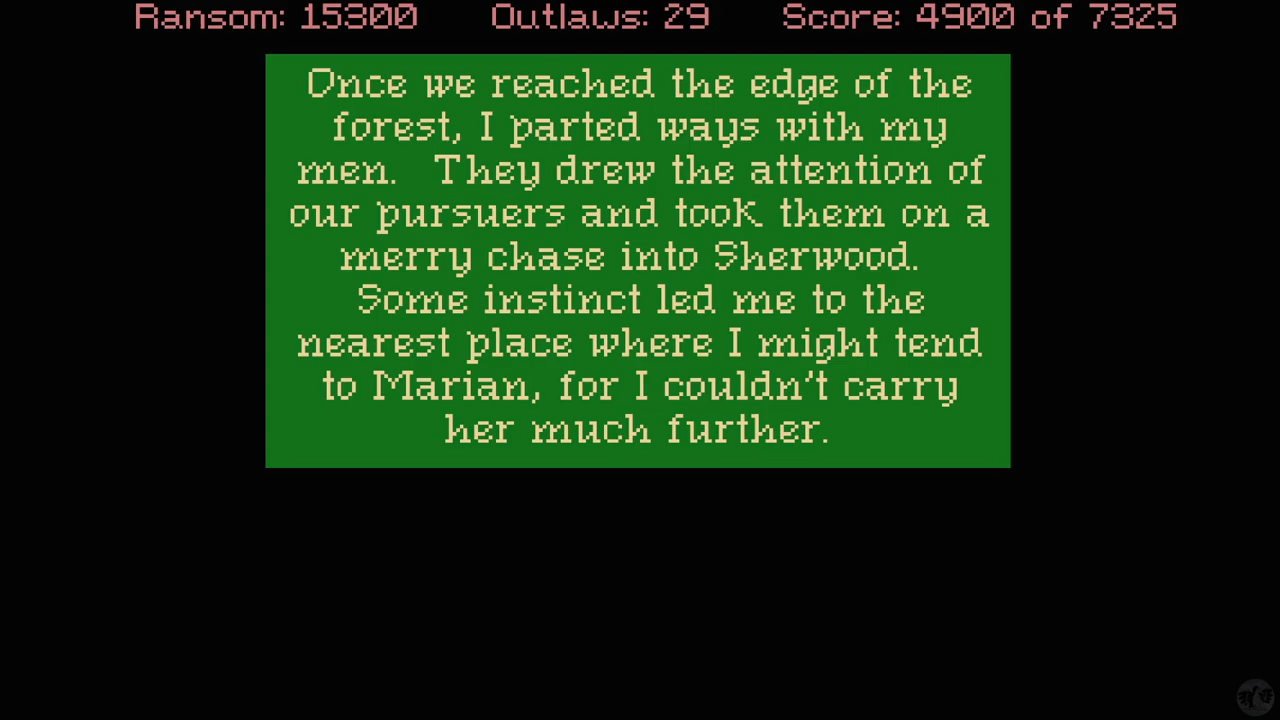 Ransom: 15300 Outlaws: 29 Score: 4900 of 7325
Once we reached the edge of the
forest, I parted ways with my
men. They drew the attention of
our pursuers and took them on a
merry chase into Sherwood.
Some instinct led me to the
nearest place where I might tend
to Marian, for I couldn't carry
her much further.